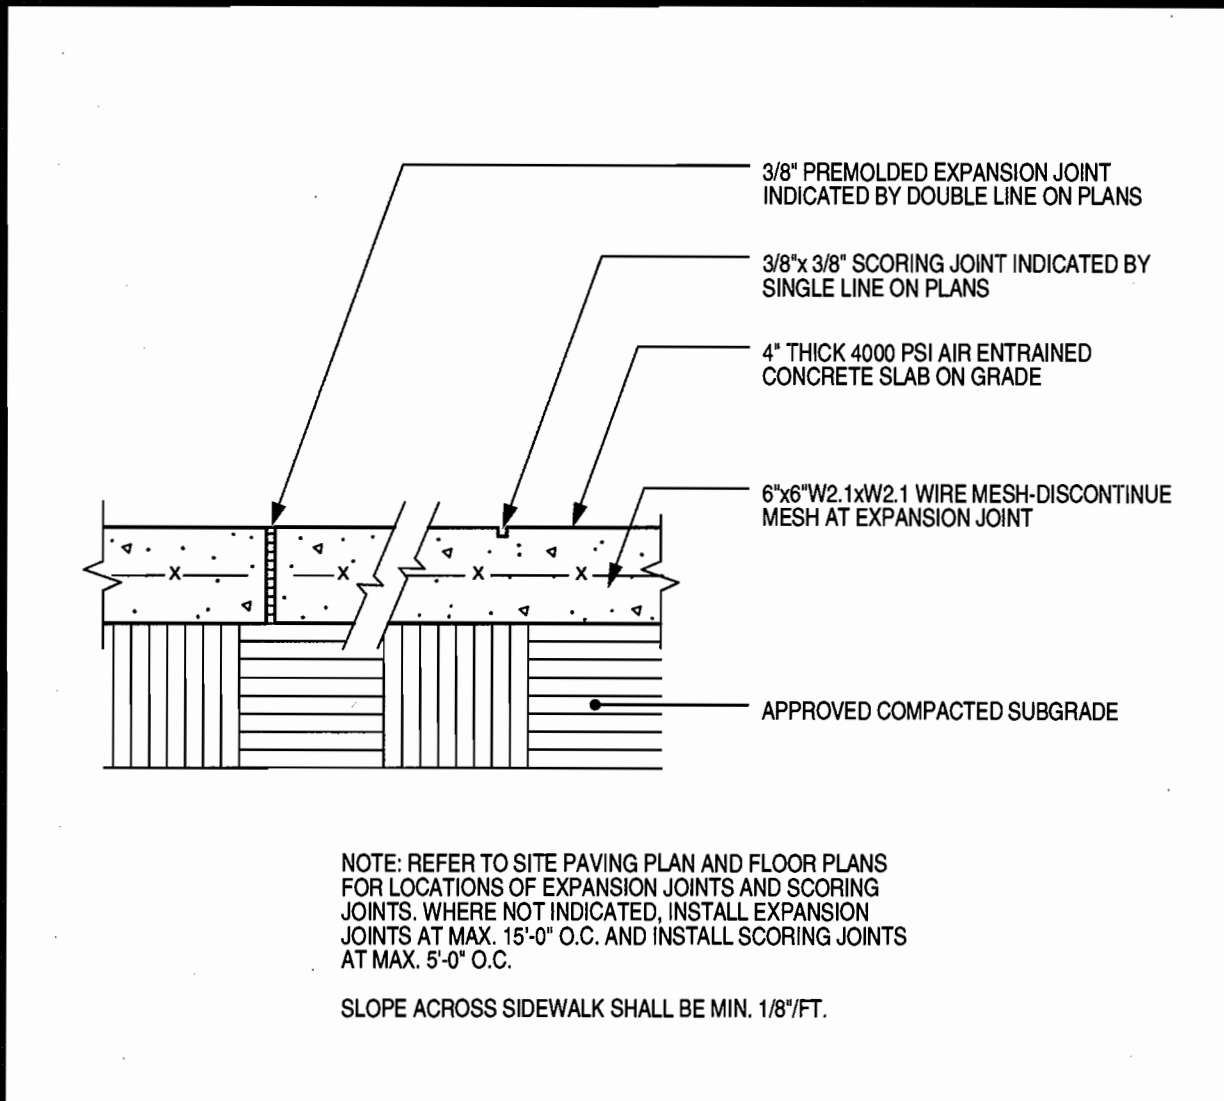 3/8" PREMOLDED EXPANSION JOINT
INDICATED BY DOUBLE LINE ON PLANS
3/8"x 3/8" SCORING JOINT INDICATED BY
SINGLE LINE ON PLANS
4" THICK 4000 PSI AIR ENTRAINED
CONCRETE SLAB ON GRADE
6"x6"W2.1xW2.1 WIRE MESH-DISCONTINUE
MESH AT EXPANSION JOINT
X X X X
APPROVED COMPACTED SUBGRADE
NOTE: REFER TO SITE PAVING PLAN AND FLOOR PLANS
FOR LOCATIONS OF EXPANSION JOINTS AND SCORING
JOINTS. WHERE NOT INDICATED, INSTALL EXPANSION
JOINTS AT MAX. 15'-0" O.C. AND INSTALL SCORING JOINTS
AT MAX. 5'-0" O.C.
SLOPE ACROSS SIDEWALK SHALL BE MIN. 1/8"/FT.